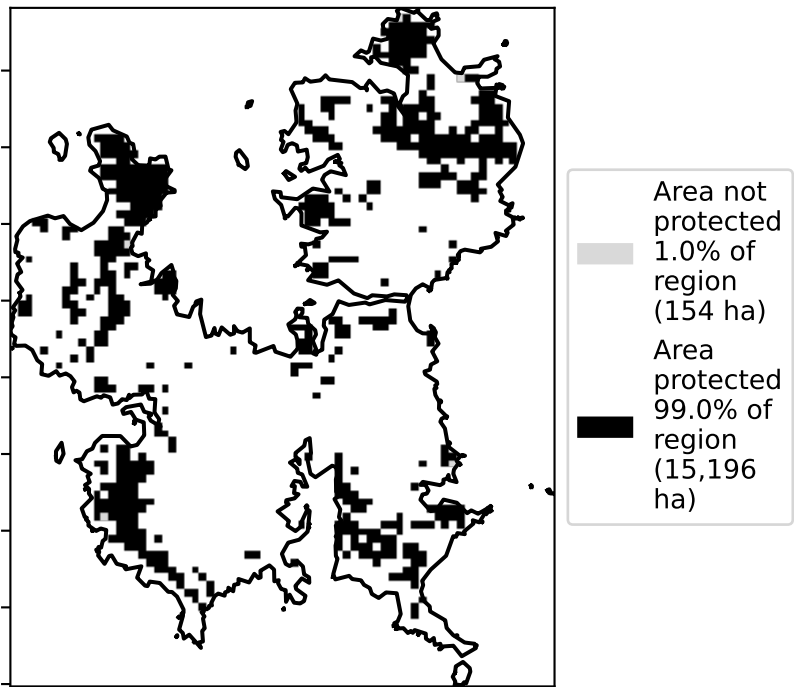 Area not
protected
1.0% of
region
(154 ha)
Area
protected
99.0% of
region
(15,196
ha)